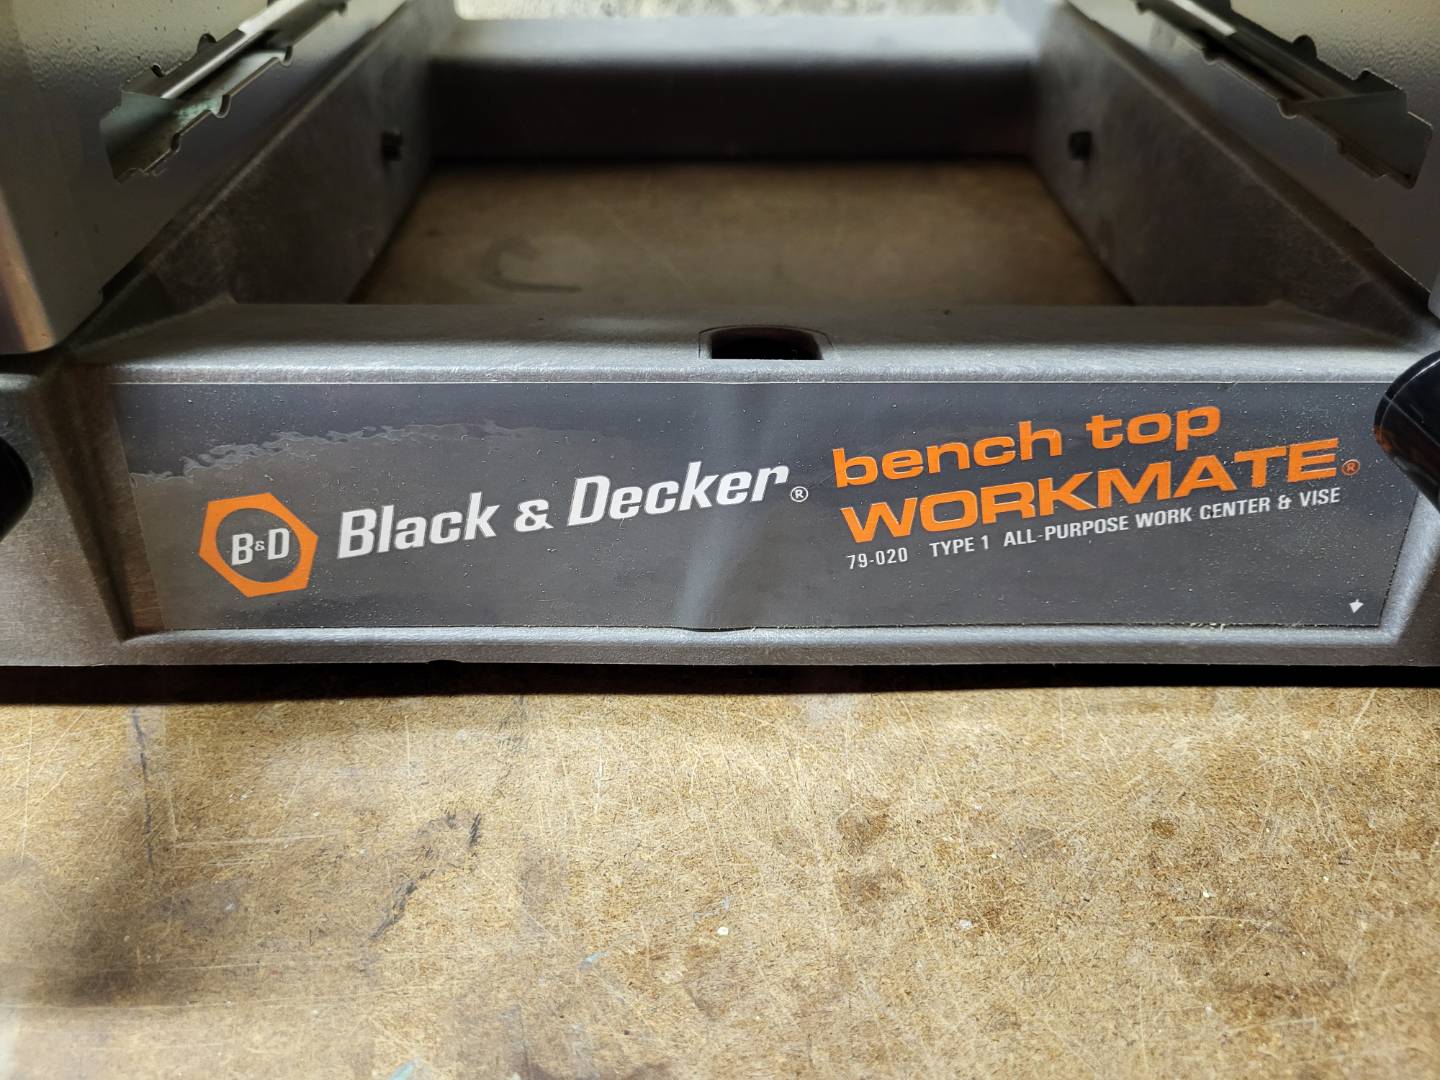 B&D
Black & Decker®
bench top
WORKMATE®
79-020 TYPE 1 ALL-PURPOSE WORK CENTER & VISE